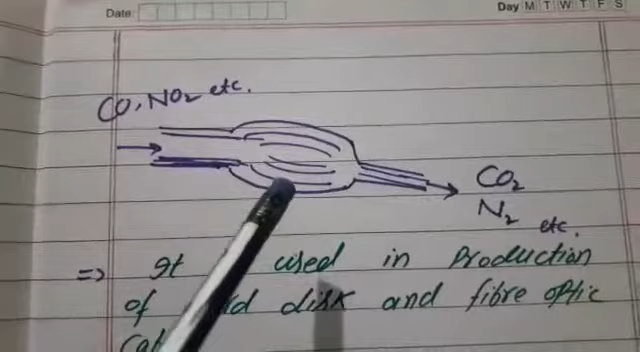 Date:
Day M T W T F S
CO, NO2 etc.
CO2
N2 etc.
=> It used in Production
of disk and fibre optic